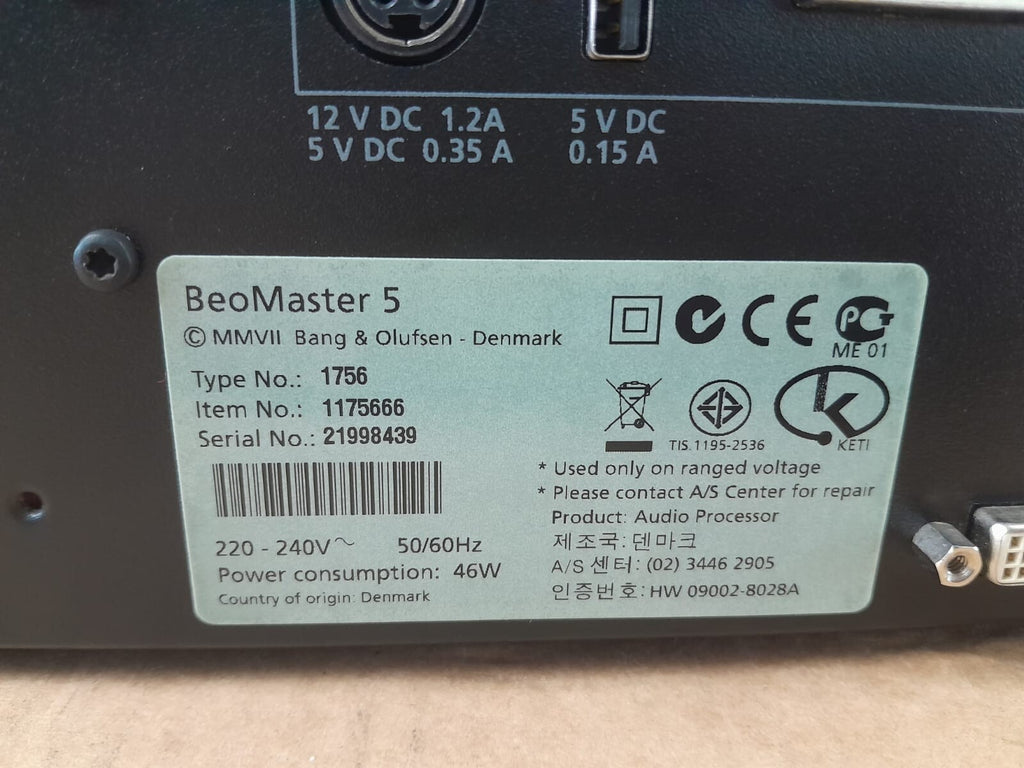 12 V DC 1.2A
5 V DC 0.35 A
5 V DC
0.15 A
BeoMaster 5
© MMVII Bang & Olufsen - Denmark
Type No.: 1756
Item No.: 1175666
Serial No.: 21998439
220 - 240V~ 50/60Hz
Power consumption: 46W
Country of origin: Denmark
CE
PG
ME 01
TIS.1195-2536
K
KETI
* Used only on ranged voltage
* Please contact A/S Center for repair
Product: Audio Processor
제조국: 덴마크
A/S 센터: (02) 3446 2905
인증번호: HW 09002-8028A